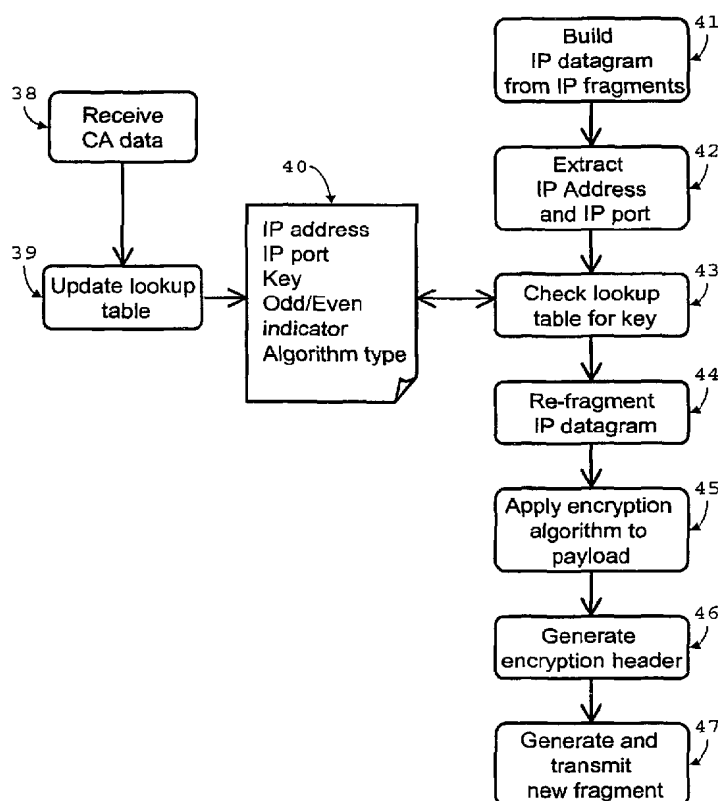 38
Receive
CA data
39
Update lookup
table
40
IP address
IP port
Key
Odd/Even
indicator
Algorithm type
41
Build
IP datagram
from IP fragments
42
Extract
IP Address
and IP port
43
Check lookup
table for key
44
Re-fragment
IP datagram
45
Apply encryption
algorithm to
payload
46
Generate
encryption header
47
Generate and
transmit
new fragment